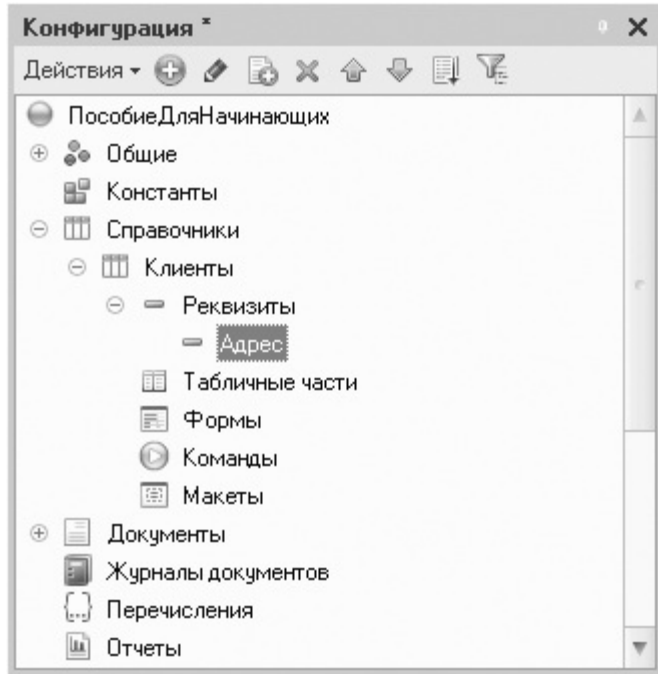 Конфигурация *
Действия
ПособиеДляНачинающих
Общие
Константы
Справочники
Клиенты
Реквизиты
Адрес
Табличные части
Формы
Команды
Макеты
Документы
Журналы документов
Перечисления
Отчеты